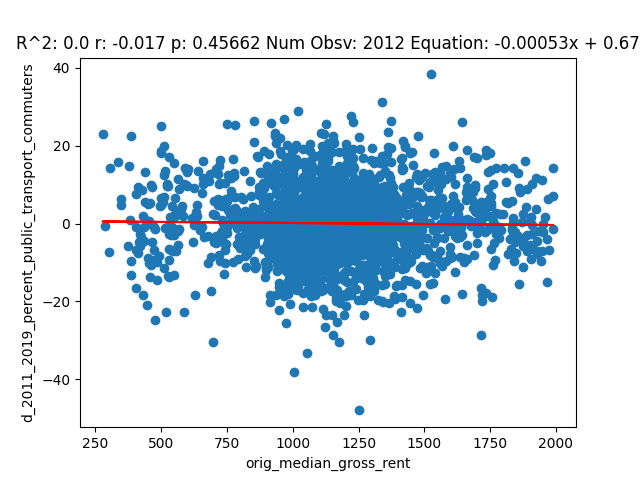 R^2: 0.0 r: -0.017 p: 0.45662 Num Obsv: 2012 Equation: -0.00053x + 0.67
d_2011_2019_percent_public_transport_commuters
40
20
0
−20
−40
250 500 750 1000 1250 1500 1750 2000
orig_median_gross_rent